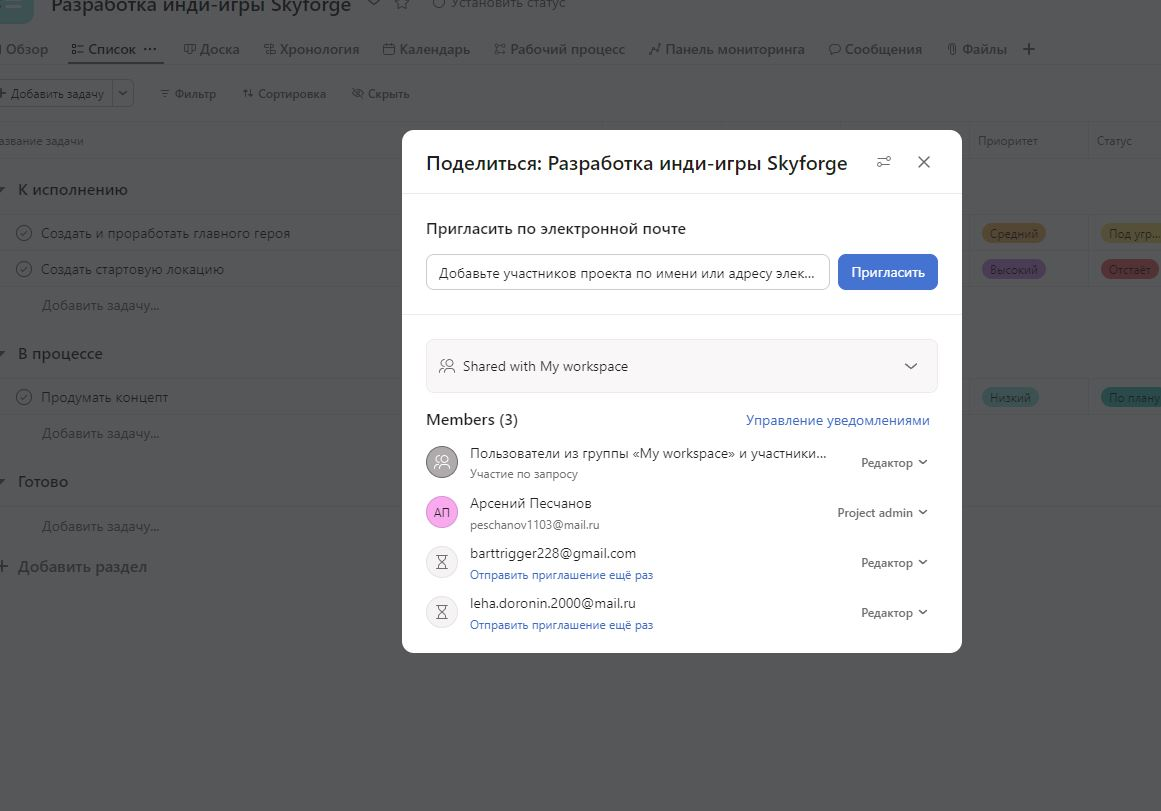 Разработка инди-игры Skyforge Установить статус
Обзор Список ... Доска Хронология Календарь Рабочий процесс Панель мониторинга Сообщения Файлы +
+ Добавить задачу Фильтр Сортировка Скрыть
азвание задачи Приоритет Статус
К исполнению
Создать и проработать главного героя Средний Под угр...
Создать стартовую локацию Высокий Отстаёт
Добавить задачу...
В процессе
Продумать концепт Низкий По плану
Добавить задачу...
Готово
Добавить задачу...
+ Добавить раздел
Поделиться: Разработка инди-игры Skyforge
Пригласить по электронной почте
Добавьте участников проекта по имени или адресу элек... Пригласить
Shared with My workspace
Members (3) Управление уведомлениями
Пользователи из группы «My workspace» и участники... Редактор
Участие по запросу
АП Арсений Песчанов Project admin
peschanov1103@mail.ru
barttrigger228@gmail.com Редактор
Отправить приглашение ещё раз
leha.doronin.2000@mail.ru Редактор
Отправить приглашение ещё раз